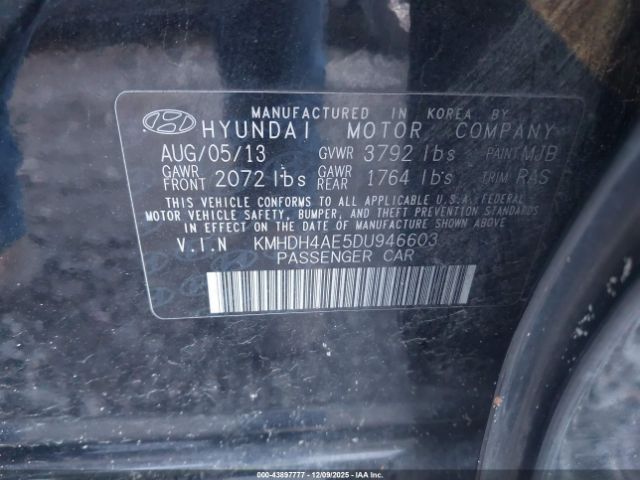 MANUFACTURED IN KOREA BY
HYUNDAI MOTOR COMPANY
AUG/05/13 GVWR 3792 lbs PAINT MJB
GAWR FRONT 2072 lbs GAWR REAR 1764 lbs TRIM RAS
THIS VEHICLE CONFORMS TO ALL APPLICABLE U.S.A. FEDERAL
MOTOR VEHICLE SAFETY, BUMPER, AND THEFT PREVENTION STANDARDS
IN EFFECT ON THE DATE OF MANUFACTURE SHOWN ABOVE.
V.I.N KMHDH4AE5DU946603
PASSENGER CAR
000-43897777 - 12/09/2025 - IAA Inc.